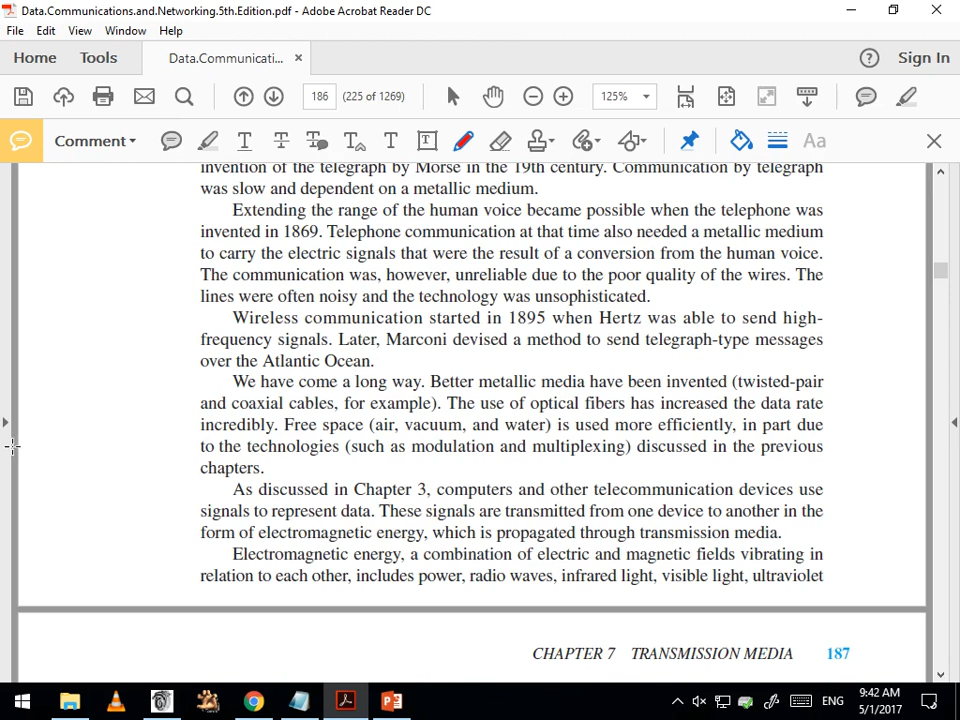 Data.Communications.and.Networking.5th.Edition.pdf - Adobe Acrobat Reader DC
File Edit View Window Help
Home Tools Data.Communicati... × Sign In
186 (225 of 1269) 125%
Comment Aa
invention of the telegraph by Morse in the 19th century. Communication by telegraph
was slow and dependent on a metallic medium.
Extending the range of the human voice became possible when the telephone was
invented in 1869. Telephone communication at that time also needed a metallic medium
to carry the electric signals that were the result of a conversion from the human voice.
The communication was, however, unreliable due to the poor quality of the wires. The
lines were often noisy and the technology was unsophisticated.
Wireless communication started in 1895 when Hertz was able to send high-
frequency signals. Later, Marconi devised a method to send telegraph-type messages
over the Atlantic Ocean.
We have come a long way. Better metallic media have been invented (twisted-pair
and coaxial cables, for example). The use of optical fibers has increased the data rate
incredibly. Free space (air, vacuum, and water) is used more efficiently, in part due
to the technologies (such as modulation and multiplexing) discussed in the previous
chapters.
As discussed in Chapter 3, computers and other telecommunication devices use
signals to represent data. These signals are transmitted from one device to another in the
form of electromagnetic energy, which is propagated through transmission media.
Electromagnetic energy, a combination of electric and magnetic fields vibrating in
relation to each other, includes power, radio waves, infrared light, visible light, ultraviolet
CHAPTER 7 TRANSMISSION MEDIA 187
ENG 9:42 AM
5/1/2017